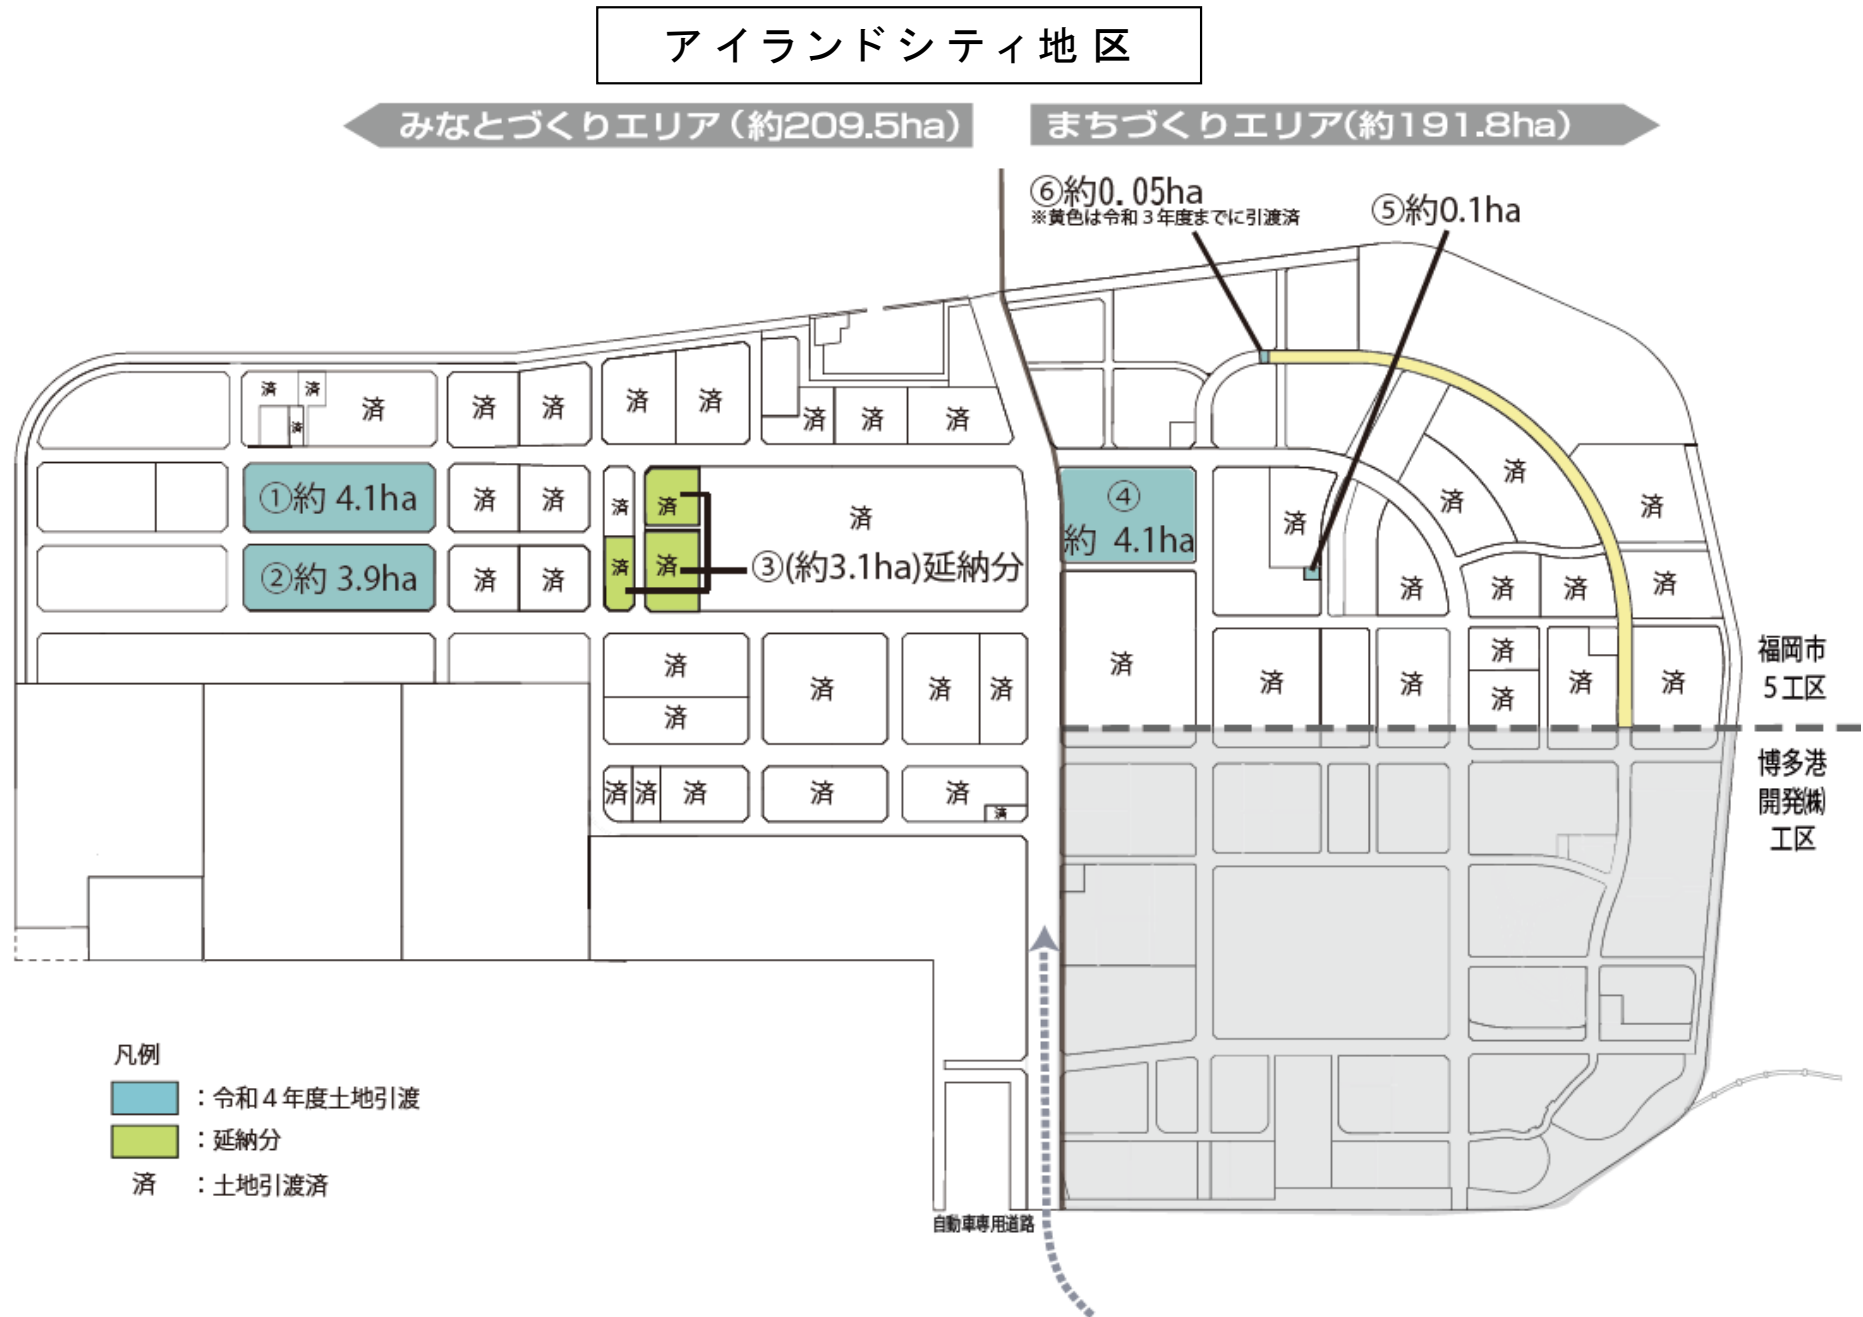 アイランドシティ地区
みなとづくりエリア（約209.5ha）
まちづくりエリア(約191.8ha)
⑥約0.05ha
※黄色は令和3年度までに引渡済
⑤約0.1ha
済 済 済 済
済 済 済 済
済 済 済
①約 4.1ha
済 済
済 済 済
④
約 4.1ha
済 済 済 済
②約 3.9ha
済 済
済 済
③(約3.1ha)延納分
済 済 済 済
済
済
済
済 済
済
済 済
済
済
済
済
福岡市
5工区
済 済 済
済
済
済
博多港
開発㈱
工区
凡例
：令和4年度土地引渡
：延納分
済 ：土地引渡済
自動車専用道路